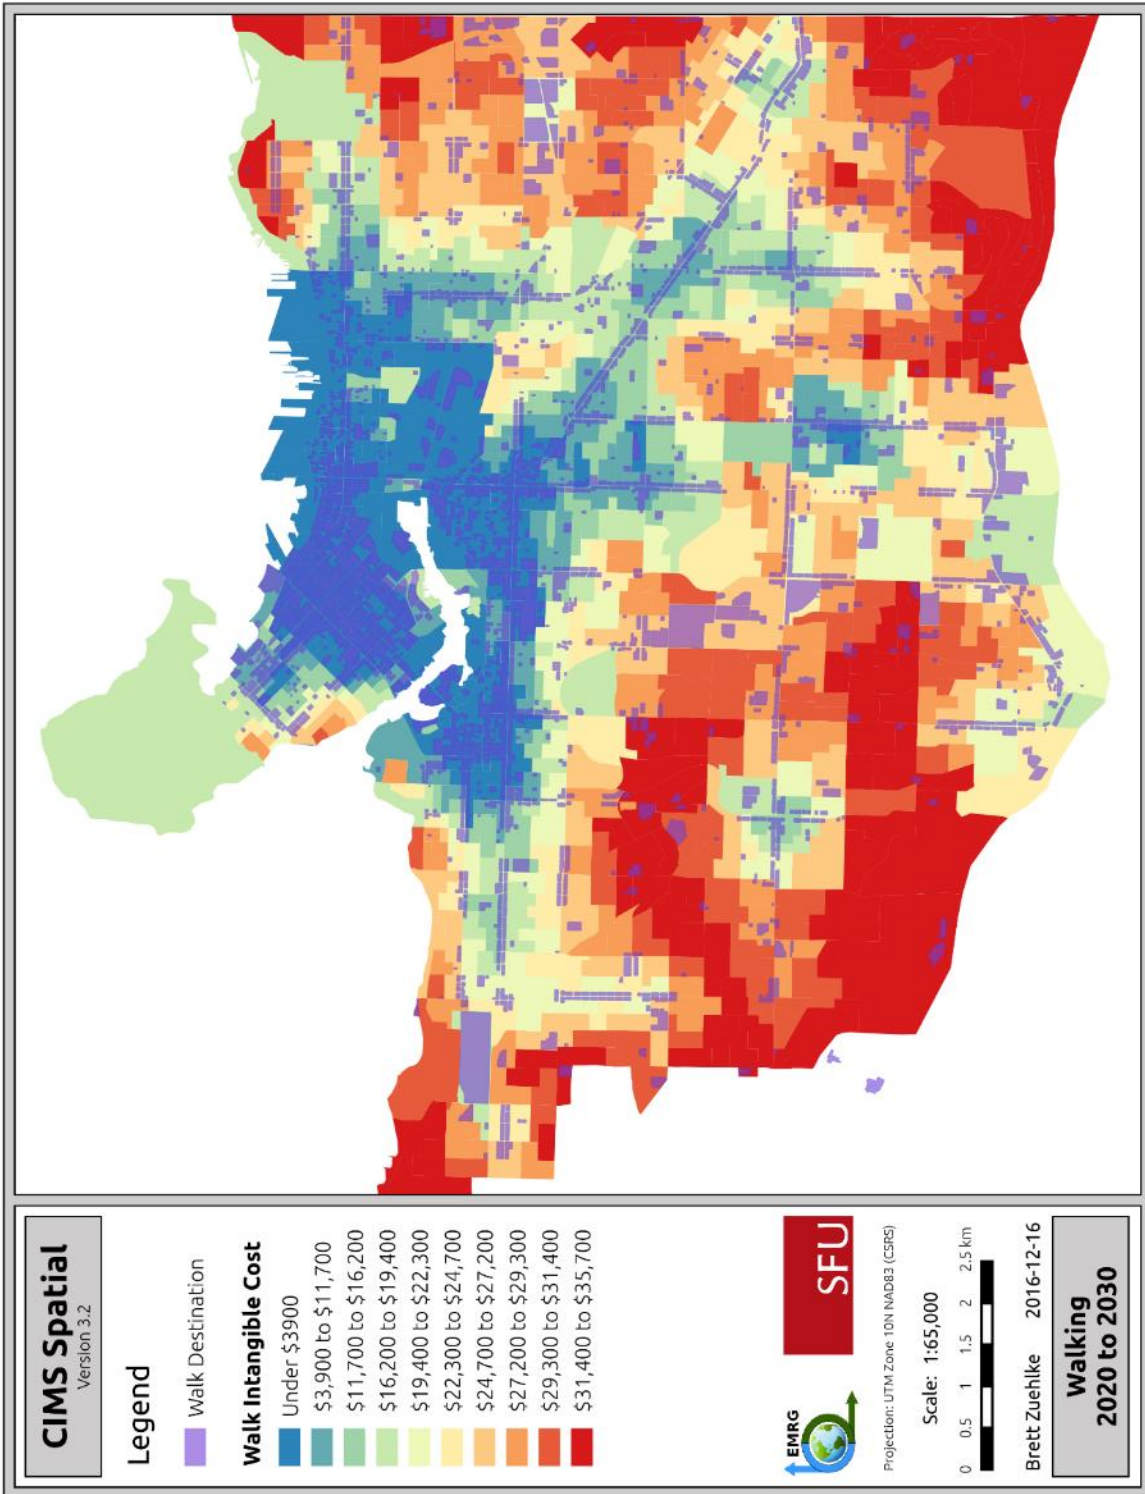 CIMS Spatial
Version 3.2
Legend
Walk Destination
Walk Intangible Cost
Under $3900
$3,900 to $11,700
$11,700 to $16,200
$16,200 to $19,400
$19,400 to $22,300
$22,300 to $24,700
$24,700 to $27,200
$27,200 to $29,300
$29,300 to $31,400
$31,400 to $35,700
EMRG
SFU
Projection: UTM Zone 10N NAD83 (CSRS)
Scale: 1:65,000
0 0.5 1 1.5 2 2.5 km
Brett Zuehlke 2016-12-16
Walking
2020 to 2030